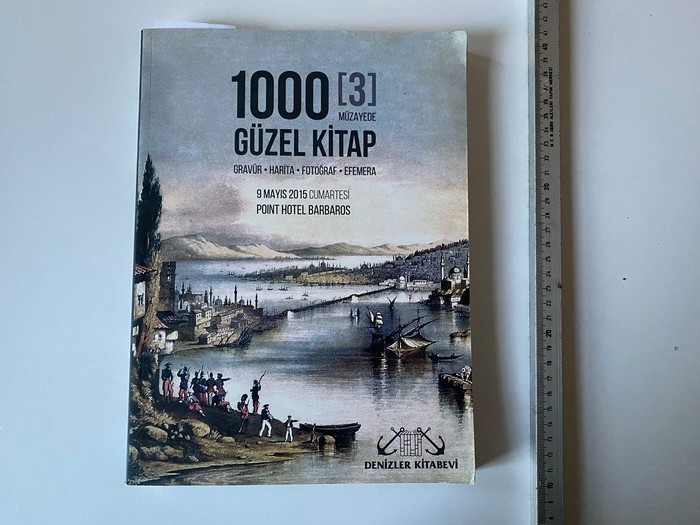 1000 [3]
MÜZAYEDE
GÜZEL KİTAP
GRAVÜR • HARİTA • FOTOĞRAF • EFEMERA
9 MAYIS 2015 CUMARTESİ
POINT HOTEL BARBAROS
DENİZLER KİTABEVİ